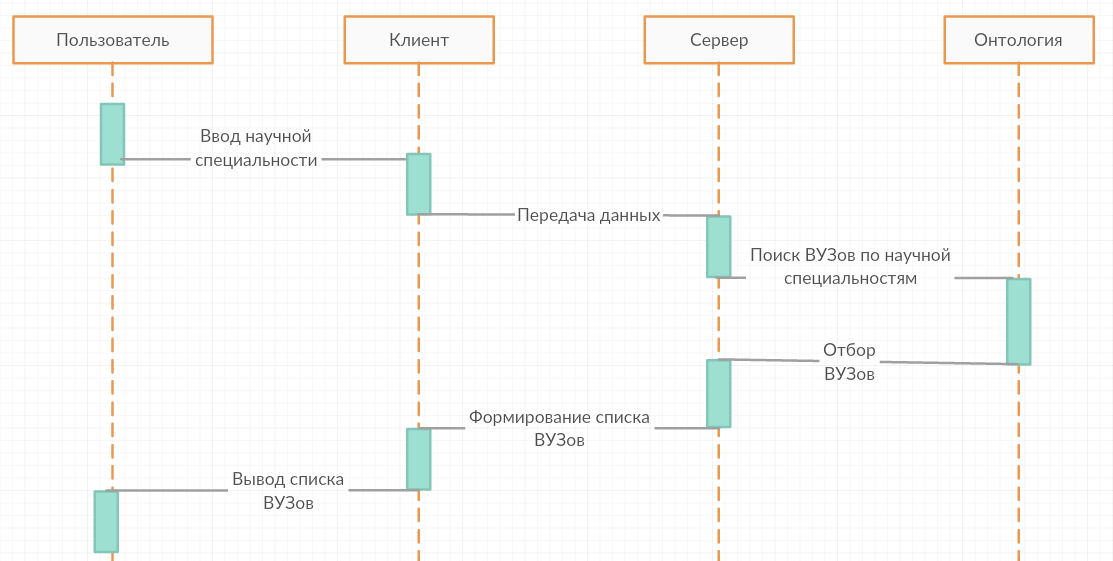 Пользователь
Клиент
Сервер
Онтология
Ввод научной
специальности
Передача данных
Поиск ВУЗов по научной
специальностям
Отбор
ВУЗов
Формирование списка
ВУЗов
Вывод списка
ВУЗов